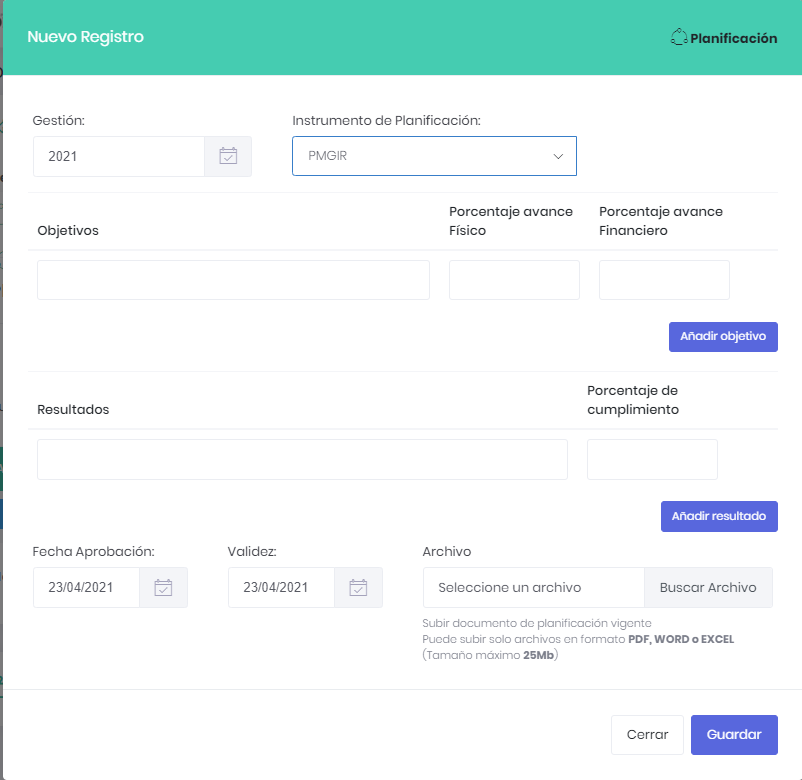 Nuevo Registro
Planificación
Gestión:
Instrumento de Planificación:
2021
PMGIR
Objetivos
Porcentaje avance
Físico
Porcentaje avance
Financiero
Añadir objetivo
Resultados
Porcentaje de
cumplimiento
Añadir resultado
Fecha Aprobación:
Validez:
Archivo
23/04/2021
23/04/2021
Seleccione un archivo
Buscar Archivo
Subir documento de planificación vigente
Puede subir solo archivos en formato PDF, WORD o EXCEL
(Tamaño máximo 25Mb)
Cerrar
Guardar